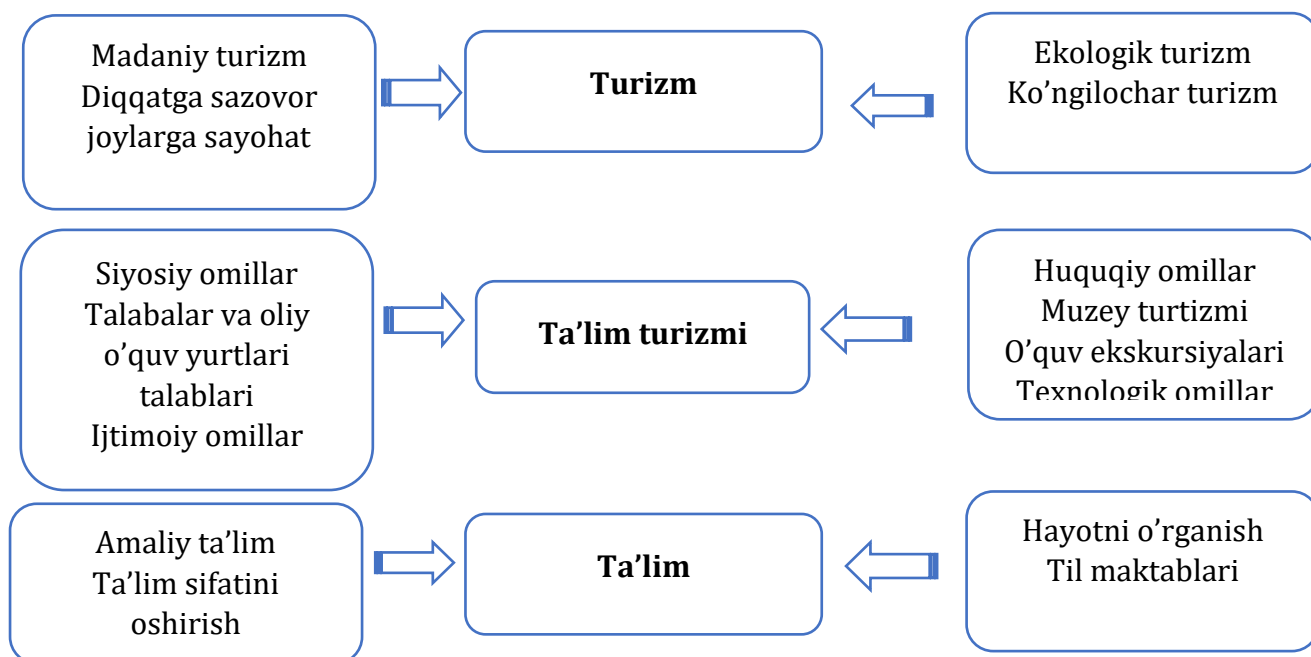 Madaniy turizm
Diqqatga sazovor
joylarga sayohat
Turizm
Ekologik turizm
Ko’ngilochar turizm
Siyosiy omillar
Talabalar va oliy
o’quv yurtlari
talablari
Ijtimoiy omillar
Ta’lim turizmi
Huquqiy omillar
Muzey turtizmi
O’quv ekskursiyalari
Texnologik omillar
Amaliy ta’lim
Ta’lim sifatini
oshirish
Ta’lim
Hayotni o’rganish
Til maktablari